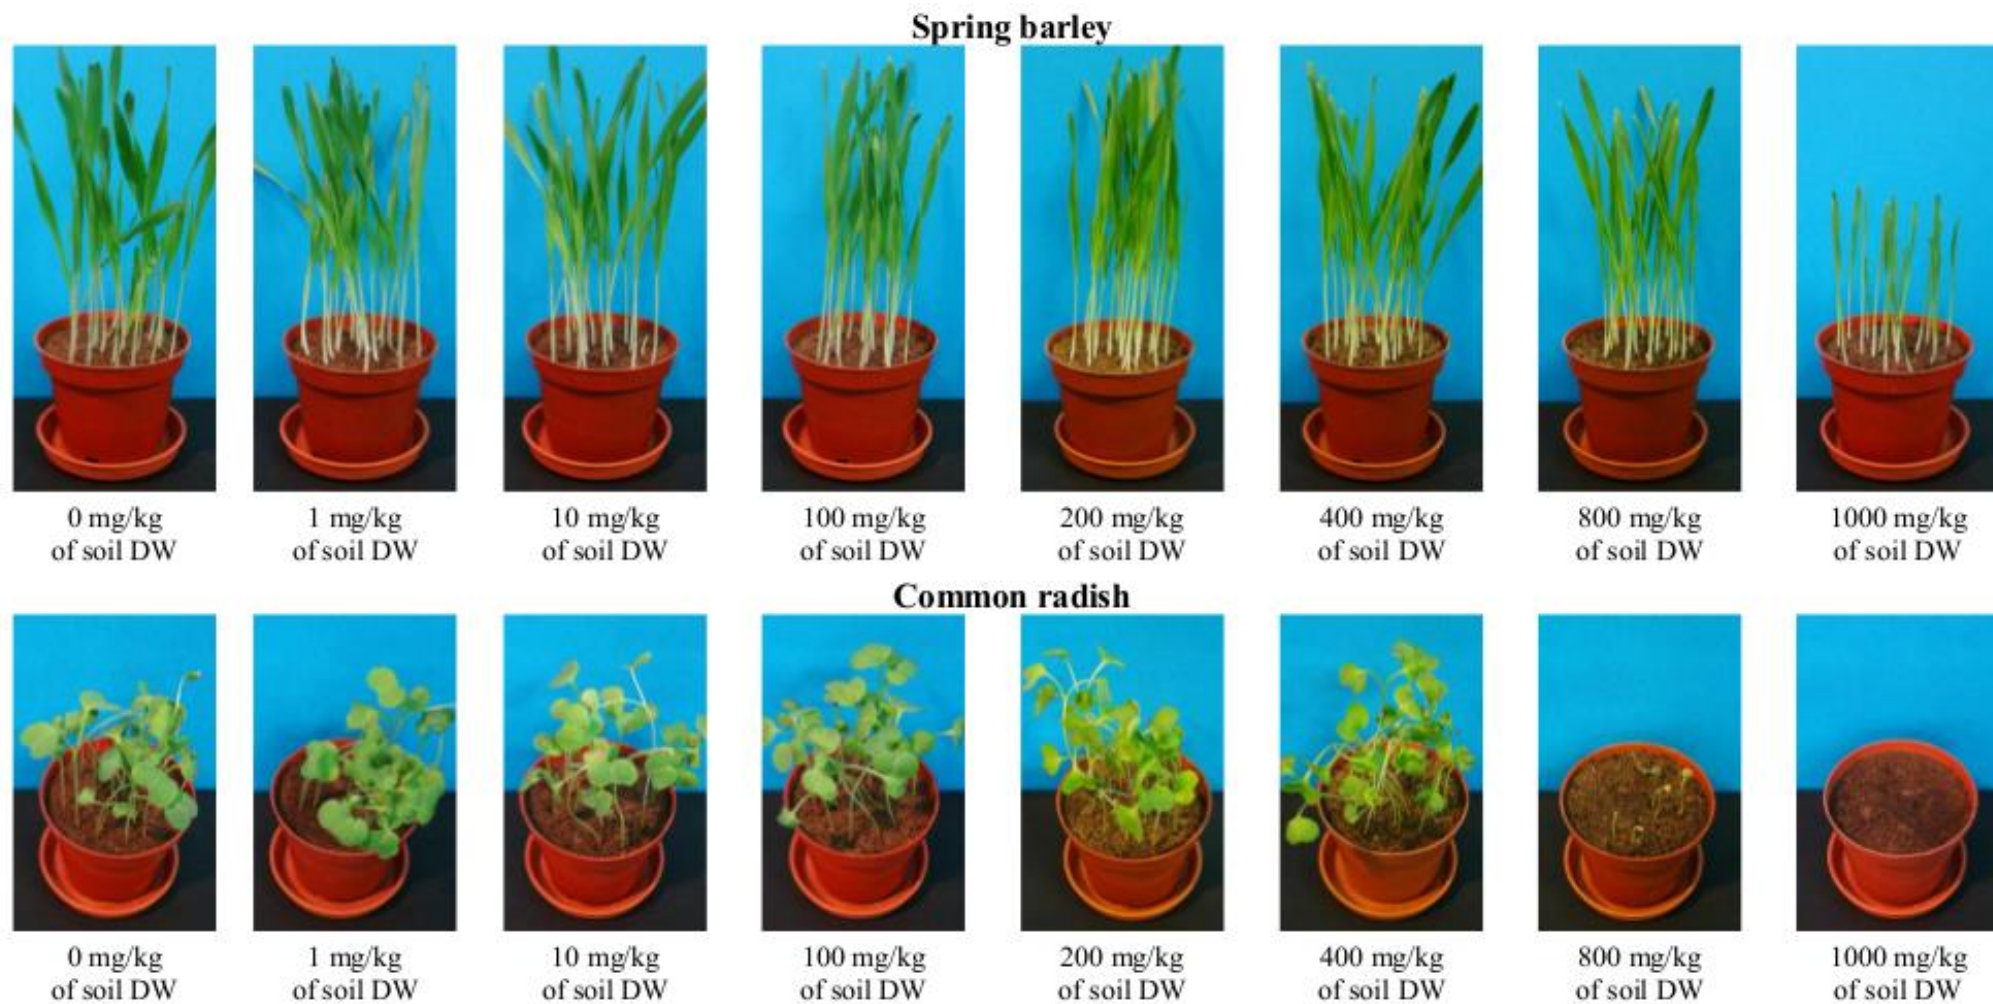 Spring barley
0 mg/kg
of soil DW
1 mg/kg
of soil DW
10 mg/kg
of soil DW
100 mg/kg
of soil DW
200 mg/kg
of soil DW
400 mg/kg
of soil DW
800 mg/kg
of soil DW
1000 mg/kg
of soil DW
Common radish
0 mg/kg
of soil DW
1 mg/kg
of soil DW
10 mg/kg
of soil DW
100 mg/kg
of soil DW
200 mg/kg
of soil DW
400 mg/kg
of soil DW
800 mg/kg
of soil DW
1000 mg/kg
of soil DW